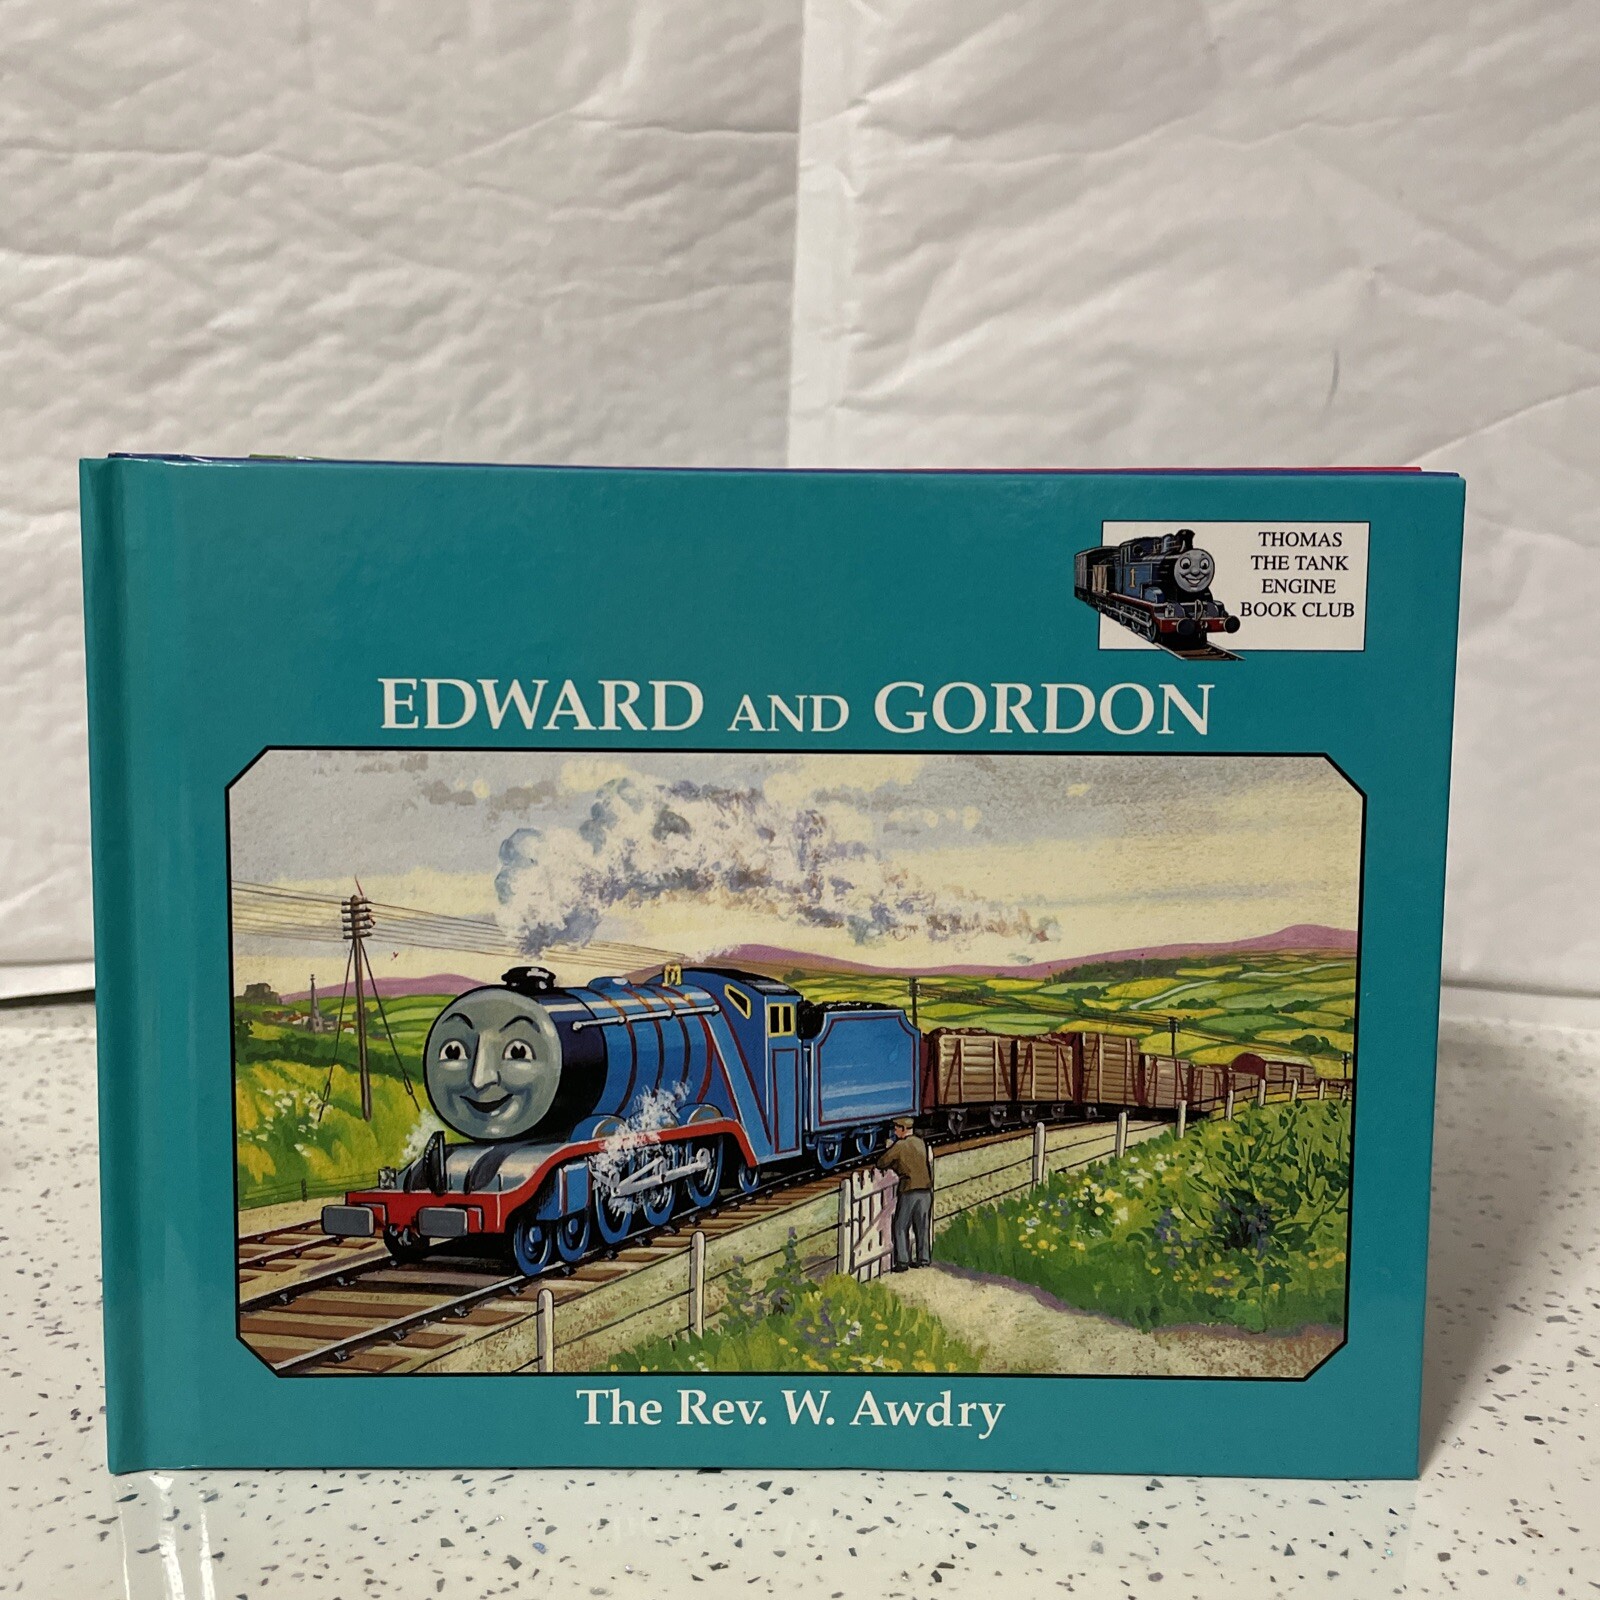 THOMAS
THE TANK
ENGINE
BOOK CLUB
EDWARD AND GORDON
The Rev. W. Awdry